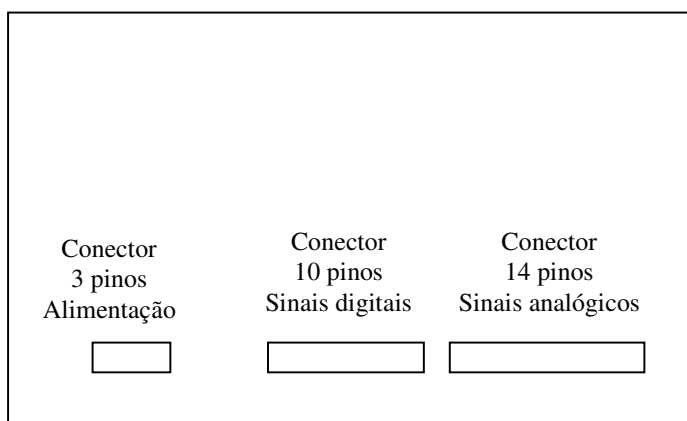 Conector
3 pinos
Alimentação
Conector
10 pinos
Sinais digitais
Conector
14 pinos
Sinais analógicos